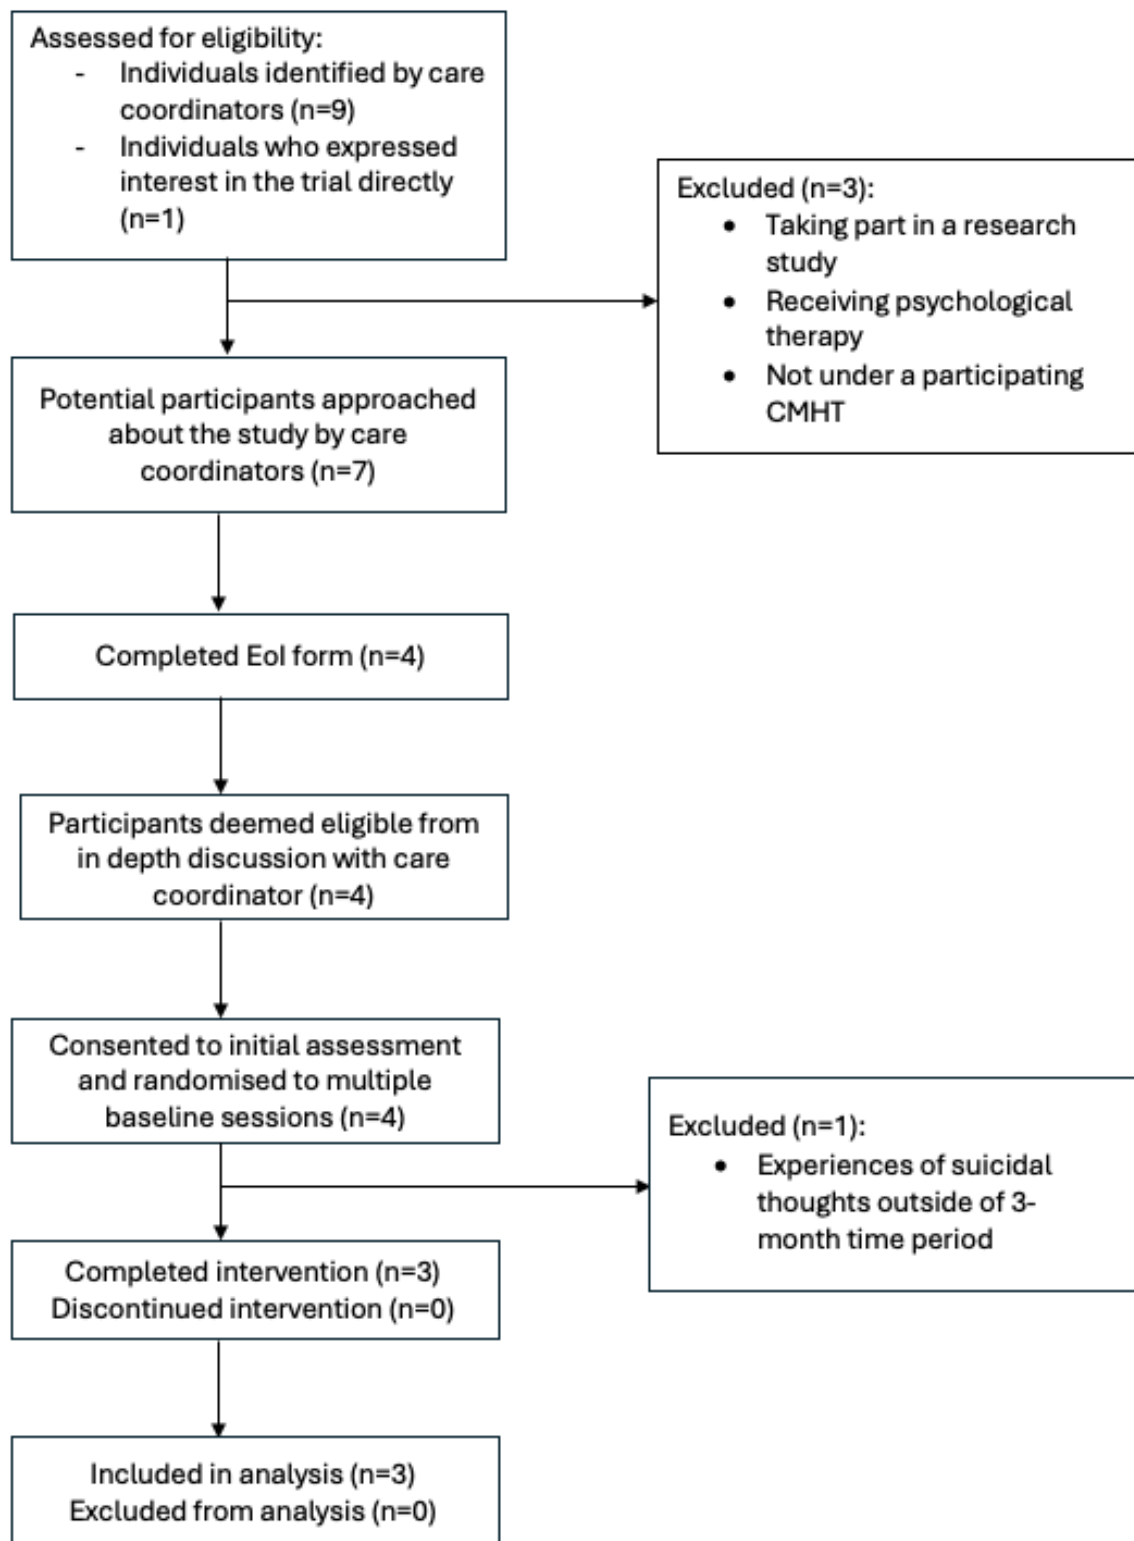 Assessed for eligibility:
- Individuals identified by care
coordinators (n=9)
- Individuals who expressed
interest in the trial directly
(n=1)
Excluded (n=3):
• Taking part in a research
study
• Receiving psychological
therapy
• Not under a participating
CMHT
Potential participants approached
about the study by care
coordinators (n=7)
Completed EoI form (n=4)
Participants deemed eligible from
in depth discussion with care
coordinator (n=4)
Consented to initial assessment
and randomised to multiple
baseline sessions (n=4)
Excluded (n=1):
• Experiences of suicidal
thoughts outside of 3-
month time period
Completed intervention (n=3)
Discontinued intervention (n=0)
Included in analysis (n=3)
Excluded from analysis (n=0)